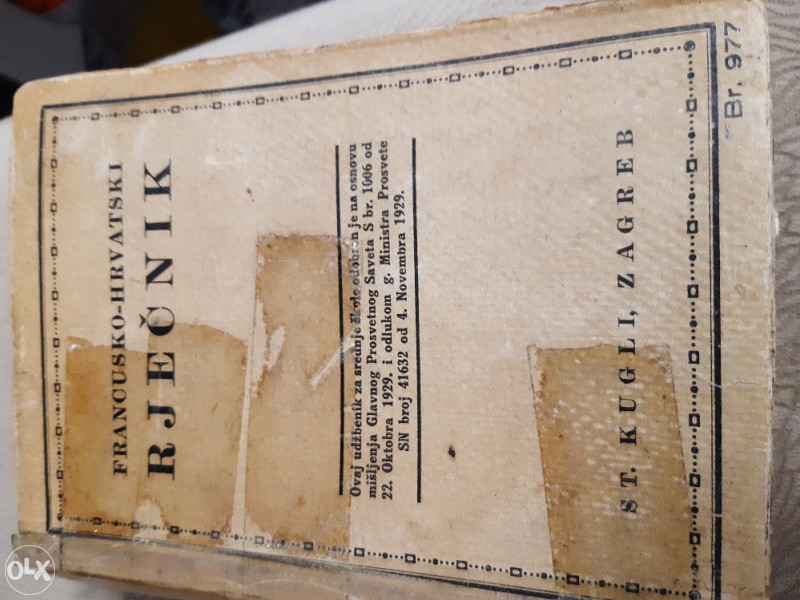 FRANCUSKO-HRVATSKI
RJEČNIK
Ovaj udžbenik za srednje škole odobren je na osnovu
mišljenja Glavnog Prosvetnog Saveta S br. 1006 od
22. Oktobra 1929. i odlukom g. Ministra Prosvete
SN broj 41632 od 4. Novembra 1929.
ST. KUGLI, ZAGREB
Br. 977
OLX